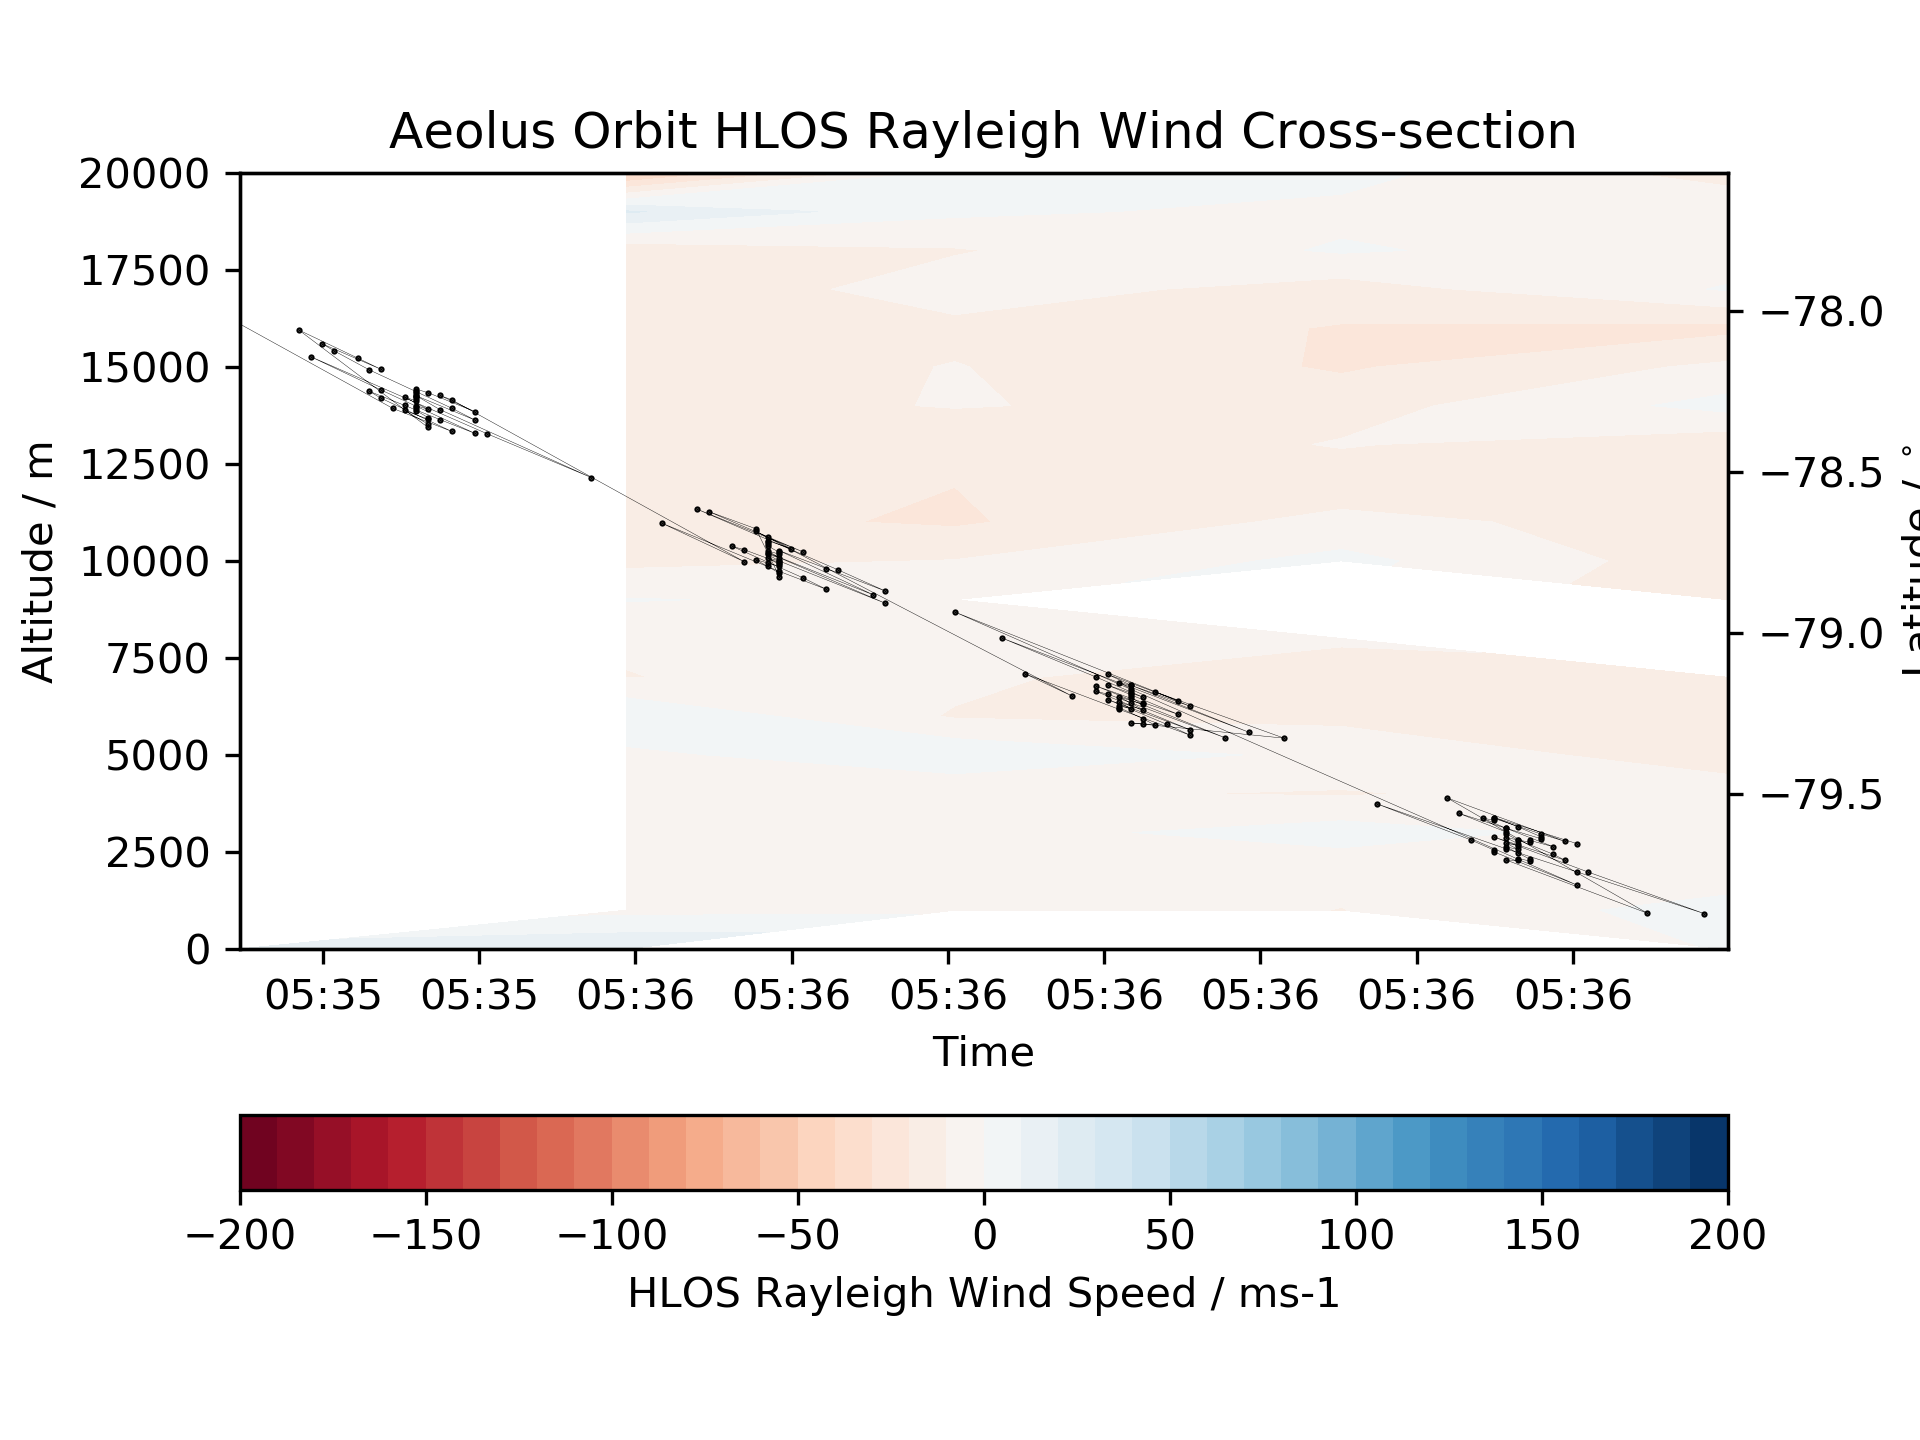 Aeolus Orbit HLOS Rayleigh Wind Cross-section
20000
17500
15000
12500
10000
7500
5000
2500
0
Altitude / m
−78.0
−78.5
−79.0
−79.5
Latitude / °
05:35 05:35 05:36 05:36 05:36 05:36 05:36 05:36 05:36
Time
−200 −150 −100 −50 0 50 100 150 200
HLOS Rayleigh Wind Speed / ms-1